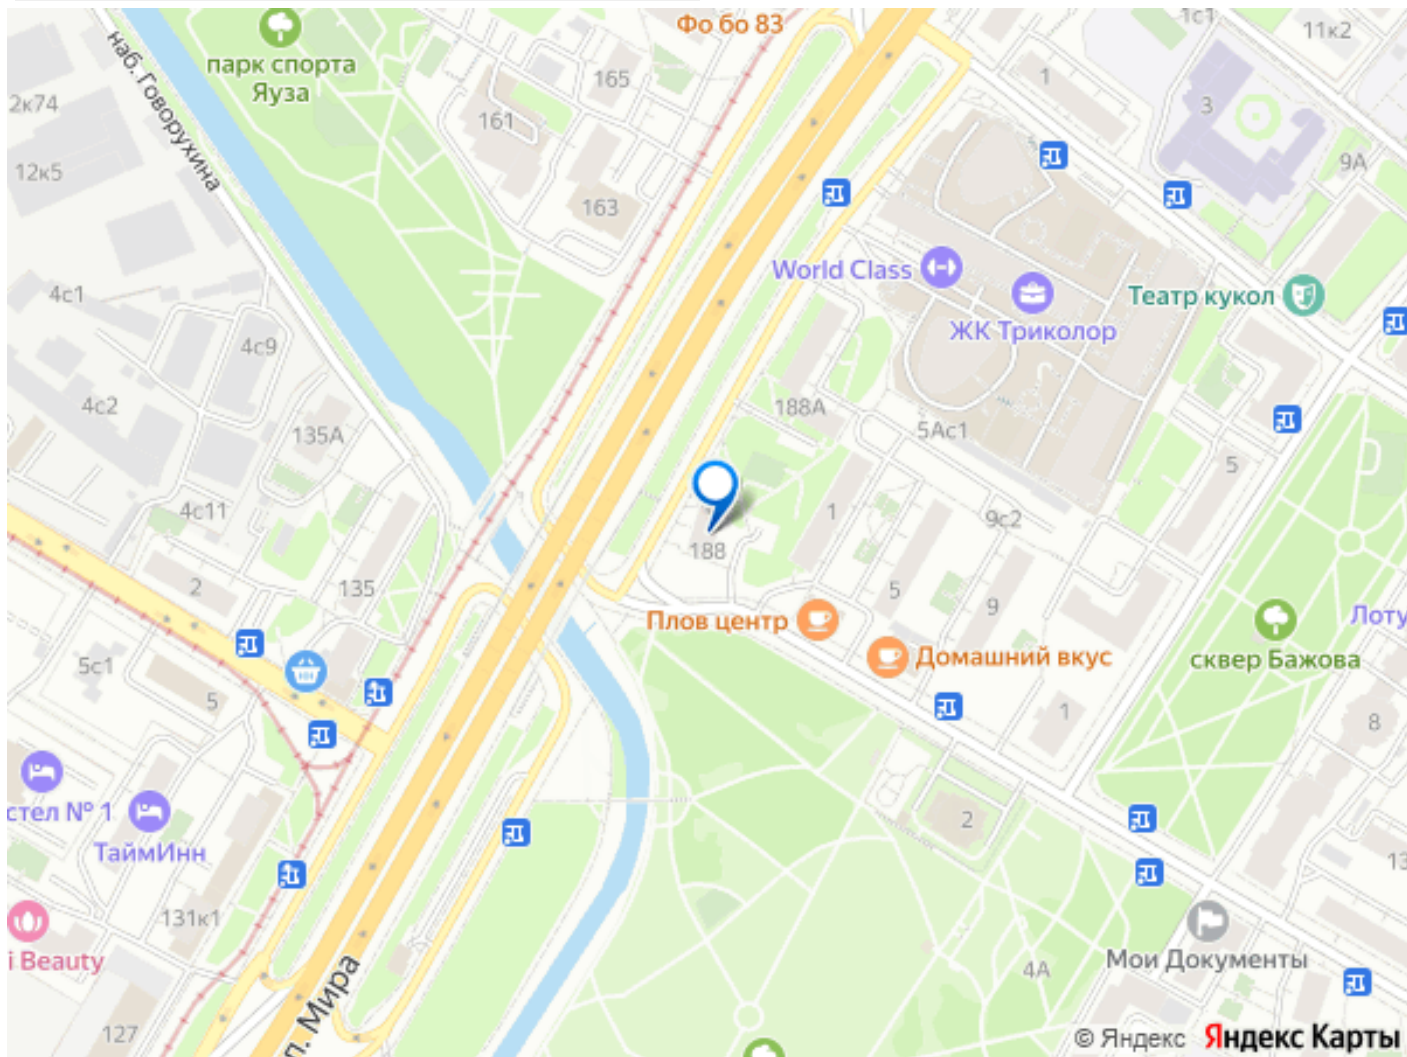 Фо бо 83
1с1
11к2
наб. Говорухина
парк спорта
Яуза
165
1
2к74
161
3
12к5
9А
163
World Class
ЖК Триколор
Театр кукол
4с1
4с9
4с2
188А
135А
5Ас1
5
4с11
1
9с2
188
2
135
5
9
Плов центр
Домашний вкус
Лоту
сквер Бажова
5с1
5
1
8
стел № 1
ТаймИнн
2
13
131к1
i Beauty
Мои Документы
4А
127
п. Мира
© Яндекс Яндекс Карты